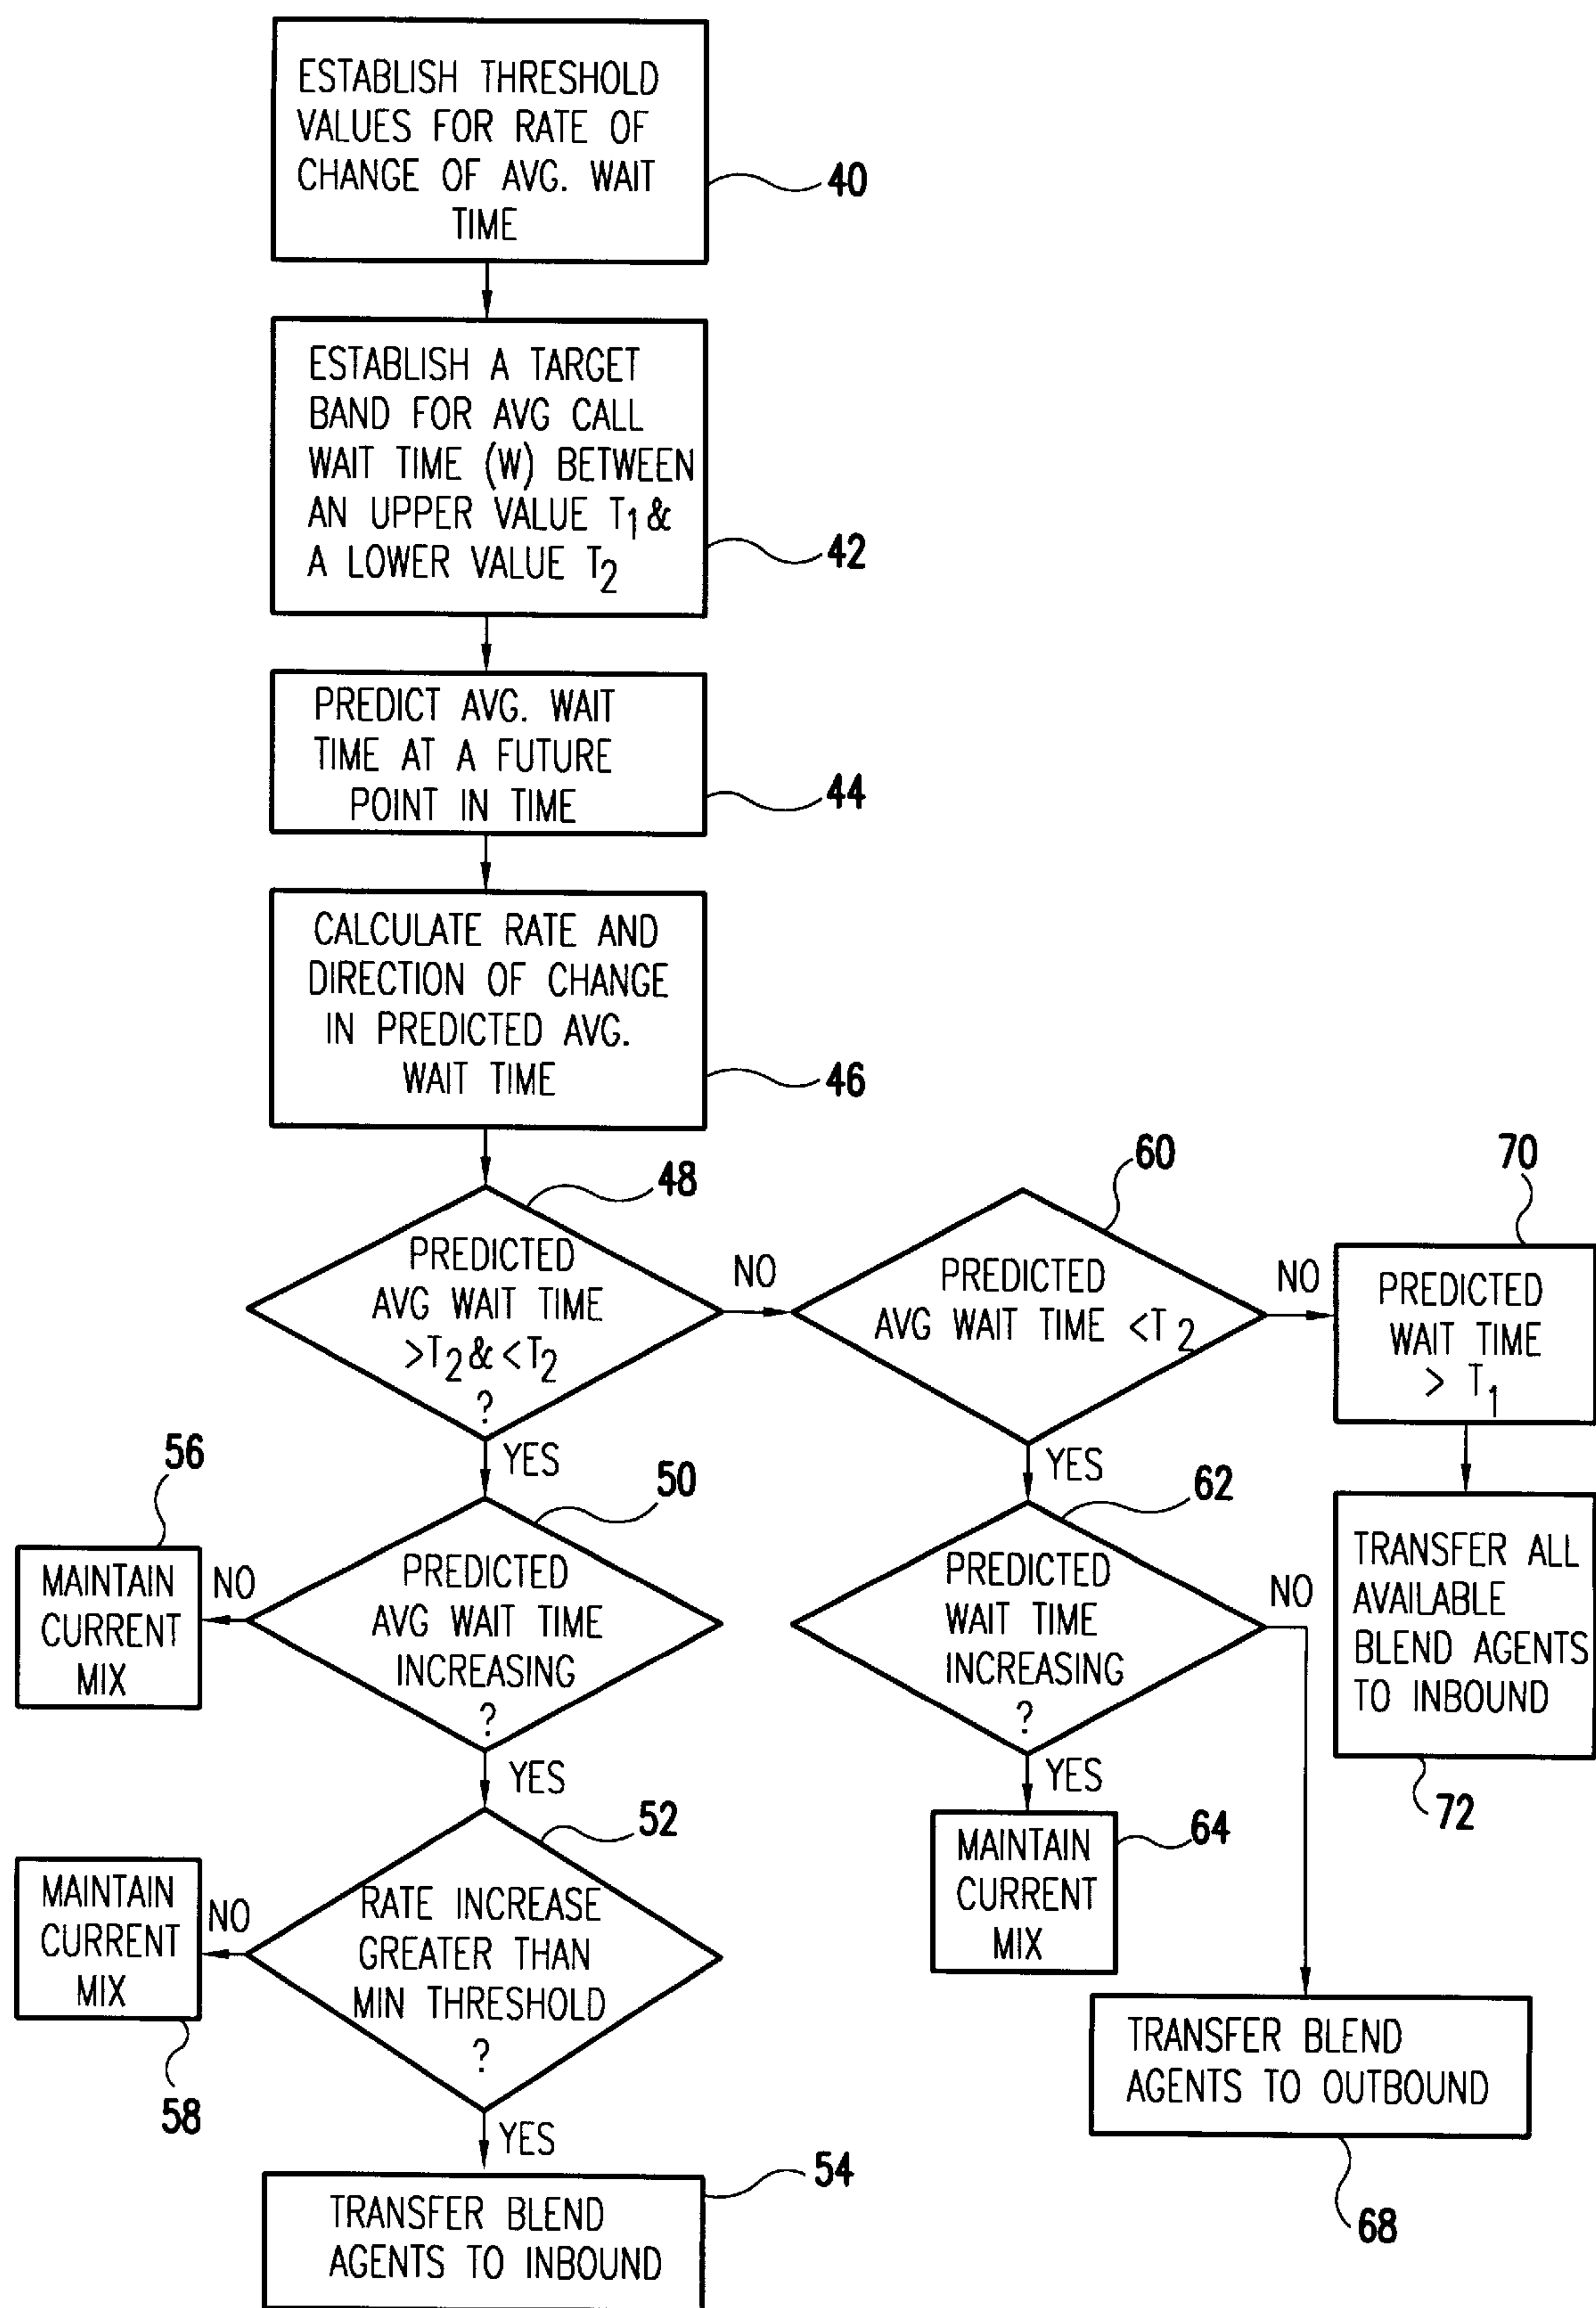 ESTABLISH THRESHOLD
VALUES FOR RATE OF
CHANGE OF AVG. WAIT
TIME
40
ESTABLISH A TARGET
BAND FOR AVG CALL
WAIT TIME (W) BETWEEN
AN UPPER VALUE T1 &
A LOWER VALUE T2
42
PREDICT AVG. WAIT
TIME AT A FUTURE
POINT IN TIME
44
CALCULATE RATE AND
DIRECTION OF CHANGE
IN PREDICTED AVG.
WAIT TIME
46
48
PREDICTED
AVG WAIT TIME
>T2 & <T2
?
NO
YES
60
PREDICTED
AVG WAIT TIME <T2
NO
YES
70
PREDICTED
WAIT TIME
> T1
56
MAINTAIN
CURRENT
MIX
NO
50
PREDICTED
AVG WAIT TIME
INCREASING
?
YES
62
PREDICTED
WAIT TIME
INCREASING
?
NO
YES
TRANSFER ALL
AVAILABLE
BLEND AGENTS
TO INBOUND
72
MAINTAIN
CURRENT
MIX
58
NO
52
RATE INCREASE
GREATER THAN
MIN THRESHOLD
?
YES
MAINTAIN
CURRENT
MIX
64
TRANSFER BLEND
AGENTS TO OUTBOUND
68
TRANSFER BLEND
AGENTS TO INBOUND
54